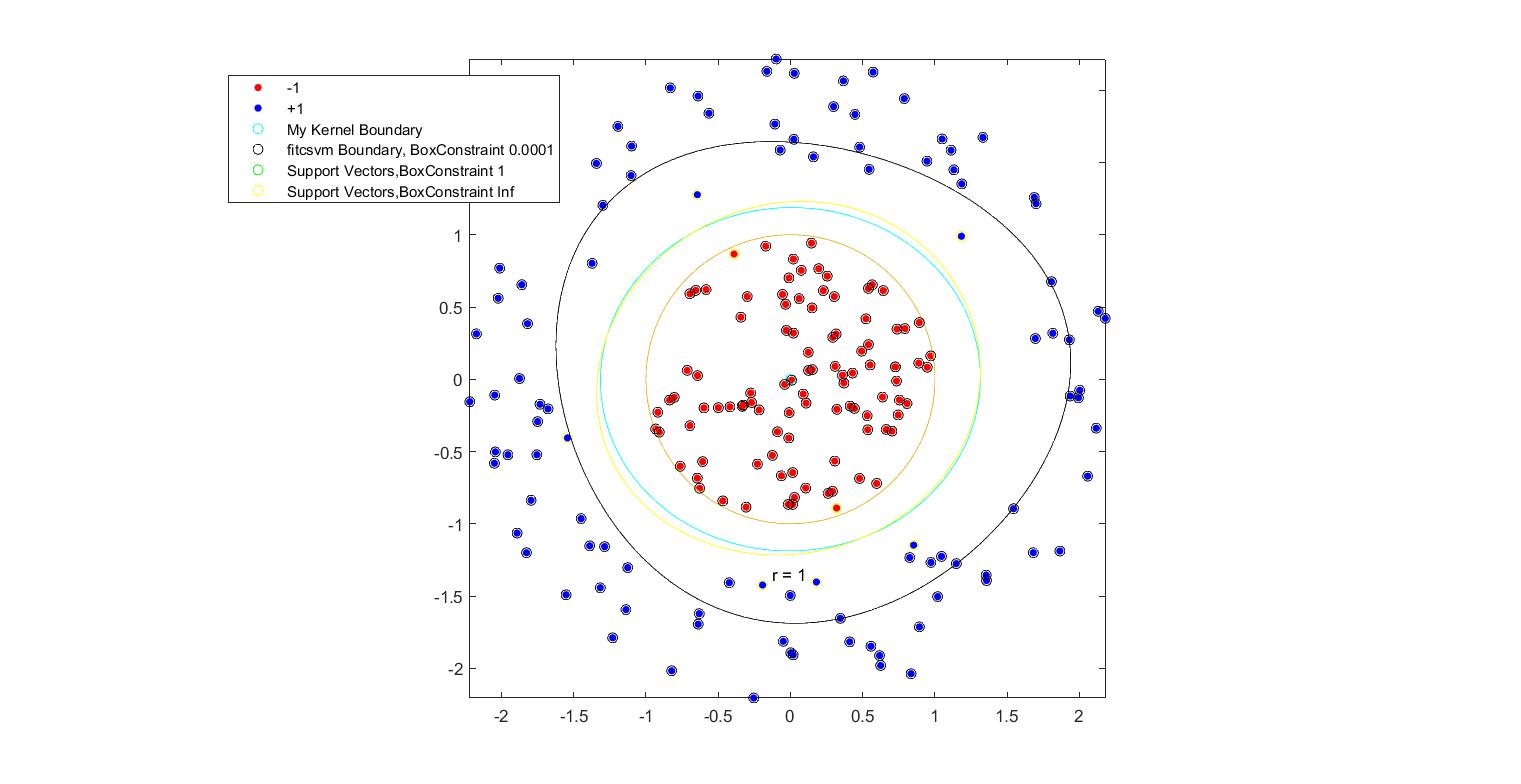 -1
+1
My Kernel Boundary
fitcsvm Boundary, BoxConstraint 0.0001
Support Vectors,BoxConstraint 1
Support Vectors,BoxConstraint Inf
1
0.5
0
-0.5
-1
-1.5
-2
r = 1
-2 -1.5 -1 -0.5 0 0.5 1 1.5 2